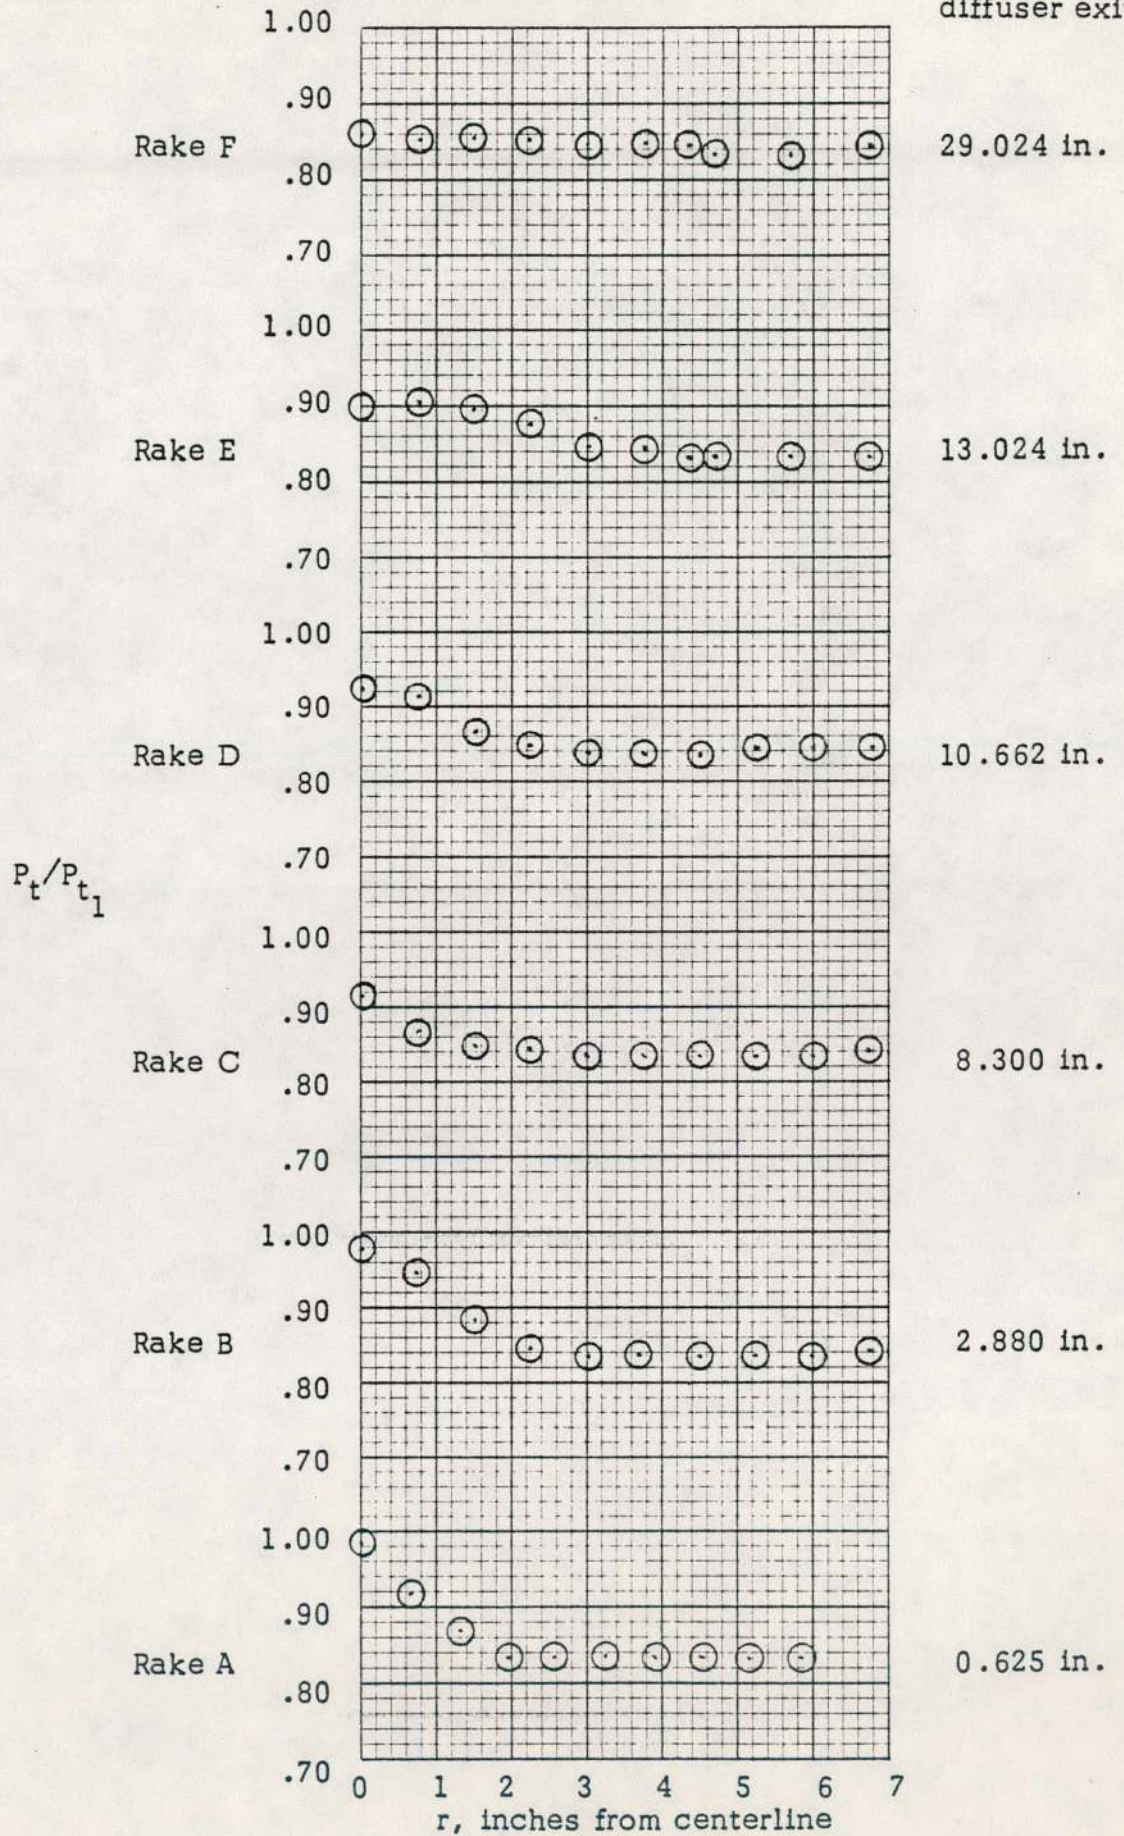 diffuser exi
1.00
.90
Rake F 29.024 in.
.80
.70
1.00
.90
Rake E 13.024 in.
.80
.70
1.00
.90
Rake D 10.662 in.
.80
.70
Pt/Pt1
1.00
.90
Rake C 8.300 in.
.80
.70
1.00
.90
Rake B 2.880 in.
.80
.70
1.00
.90
Rake A 0.625 in.
.80
.70
0 1 2 3 4 5 6 7
r, inches from centerline